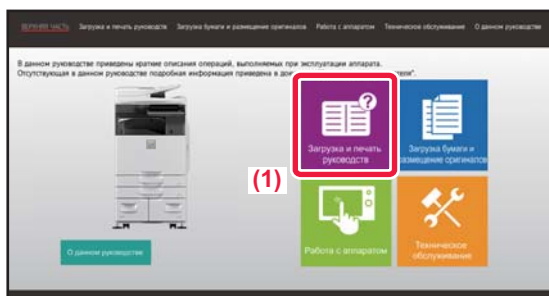 ВЕРХНЯЯ ЧАСТЬ Загрузка и печать руководств Загрузка бумаги и размещение оригиналов Работа с аппаратом Техническое обслуживание О данном руководстве
В данном руководстве приведены краткие описания операций, выполняемых при эксплуатации аппарата.
Отсутствующая в данном руководстве подробная информация приведена в
Загрузка и печать
руководств
Загрузка бумаги и
размещение оригиналов
(1)
Работа с аппаратом
Техническое
обслуживание
О данном руководстве